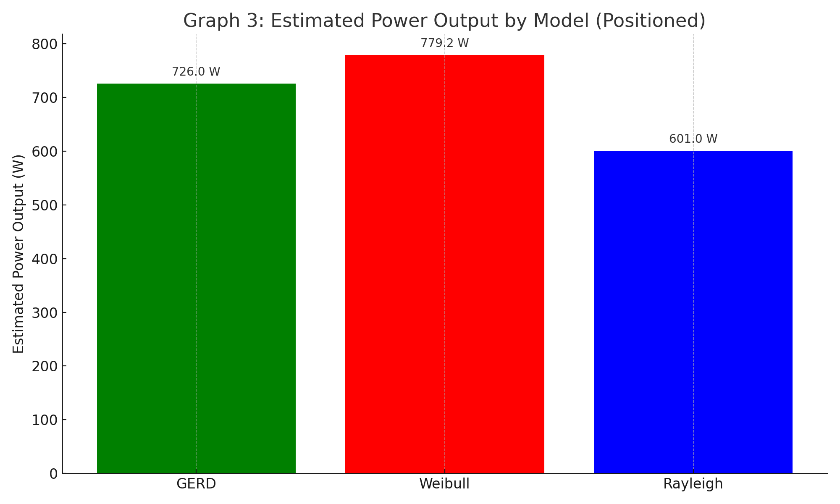 Graph 3: Estimated Power Output by Model (Positioned)
Estimated Power Output (W)
800
700
600
500
400
300
200
100
0
726.0 W
779.2 W
601.0 W
GERD
Weibull
Rayleigh